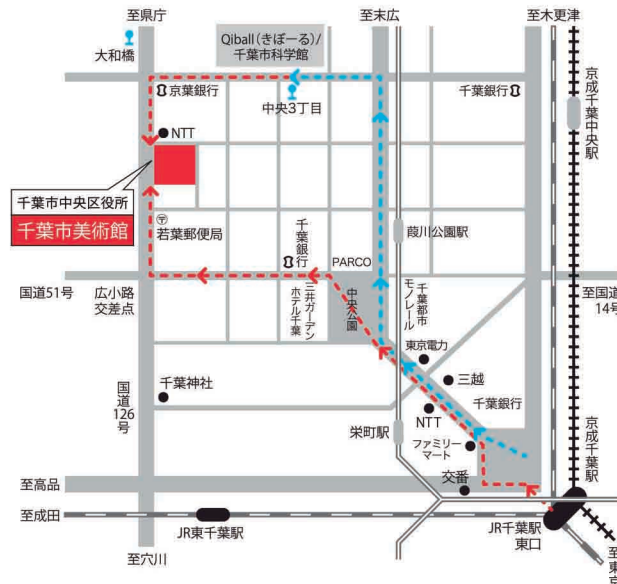 至県庁
至末広
至木更津
大和橋
Qiball(きぼーる)/
千葉市科学館
京葉銀行
中央3丁目
千葉銀行
京成千葉中央駅
NTT
千葉市中央区役所
千葉市美術館
若葉郵便局
千葉銀行
PARCO
葭川公園駅
国道51号
広小路
交差点
三井ガーデン
ホテル千葉
中央公園
千葉都市
モノレール
至国道
14号
東京電力
三越
千葉神社
国道
126
号
千葉銀行
NTT
栄町駅
ファミリー
マート
京成千葉駅
交番
至高品
至成田
JR東千葉駅
JR千葉駅
東口
至穴川
至東京